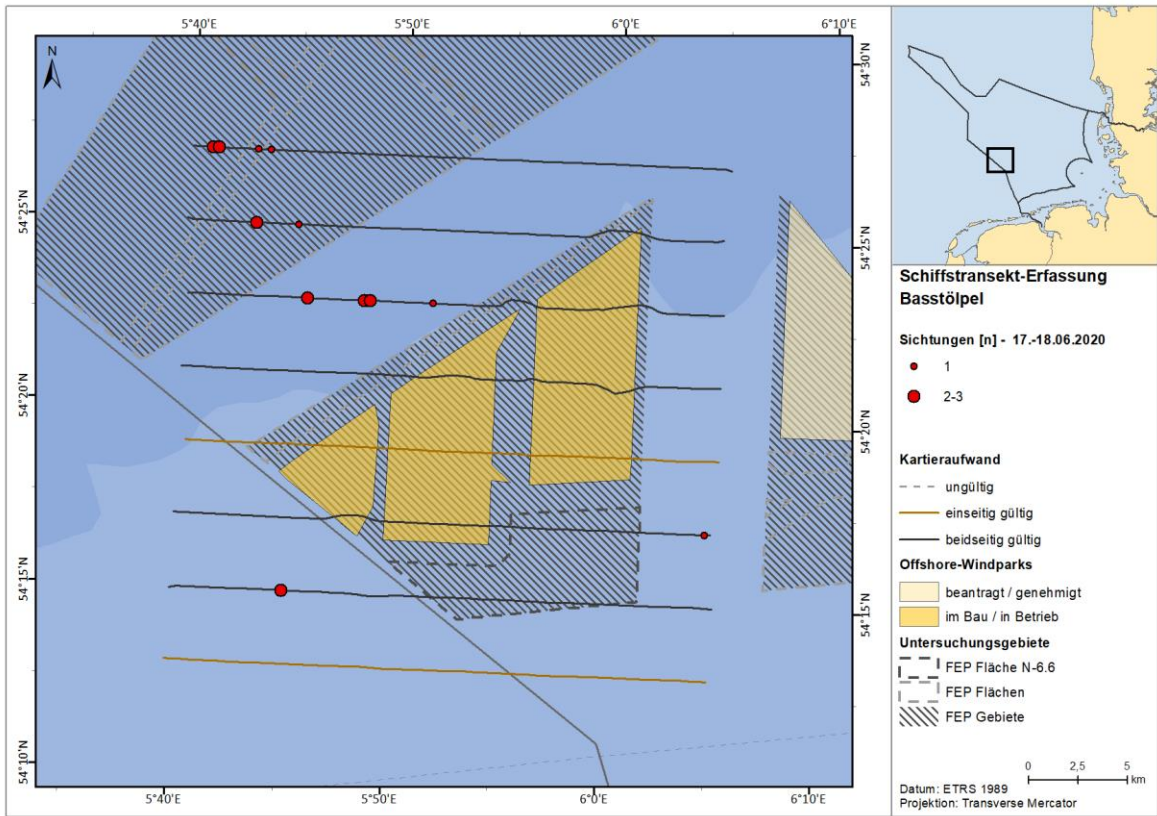 5°40'E
5°50'E
6°0'E
6°10'E
N
54°30'N
54°25'N
54°25'N
54°20'N
54°20'N
54°15'N
54°15'N
54°10'N
5°40'E
5°50'E
6°0'E
6°10'E
Schiffstransekt-Erfassung
Basstölpel
Sichtungen [n] - 17.-18.06.2020
1
2-3
Kartieraufwand
ungültig
einseitig gültig
beidseitig gültig
Offshore-Windparks
beantragt / genehmigt
im Bau / in Betrieb
Untersuchungsgebiete
FEP Fläche N-6.6
FEP Flächen
FEP Gebiete
0 2,5 5
km
Datum: ETRS 1989
Projektion: Transverse Mercator